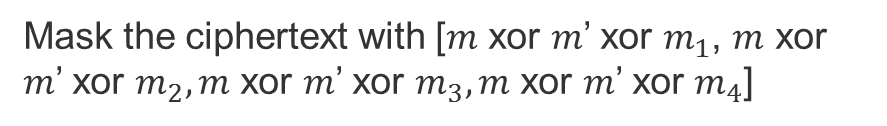 Mask the ciphertext with [𝑚 xor 𝑚’ xor 𝑚₁, 𝑚 xor
𝑚’ xor 𝑚₂, 𝑚 xor 𝑚’ xor 𝑚₃, 𝑚 xor 𝑚’ xor 𝑚₄]